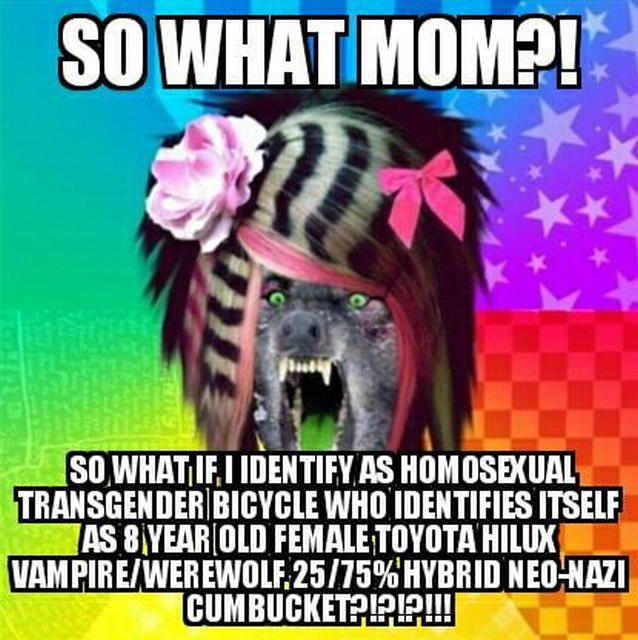 SO WHAT MOM?!
SO WHAT IF I IDENTIFY AS HOMOSEXUAL
TRANSGENDER BICYCLE WHO IDENTIFIES ITSELF
AS 8 YEAR OLD FEMALE TOYOTA HILUX
VAMPIRE/WEREWOLF 25/75% HYBRID NEO-NAZI
CUMBUCKET?!?!?!!!